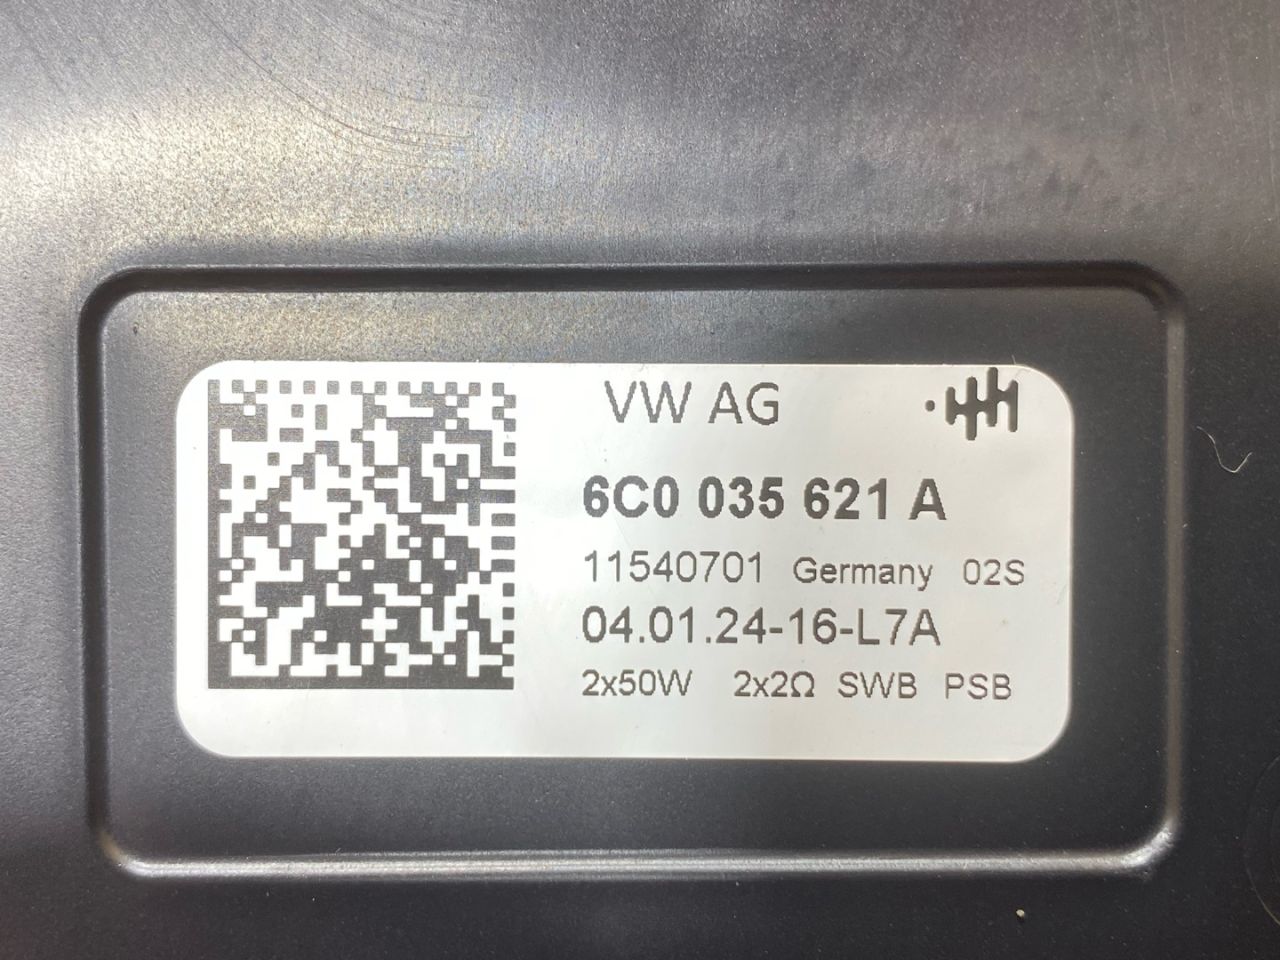 VW AG
6C0 035 621 A
11540701 Germany 02S
04.01.24-16-L7A
2x50W 2x2Ω SWB PSB